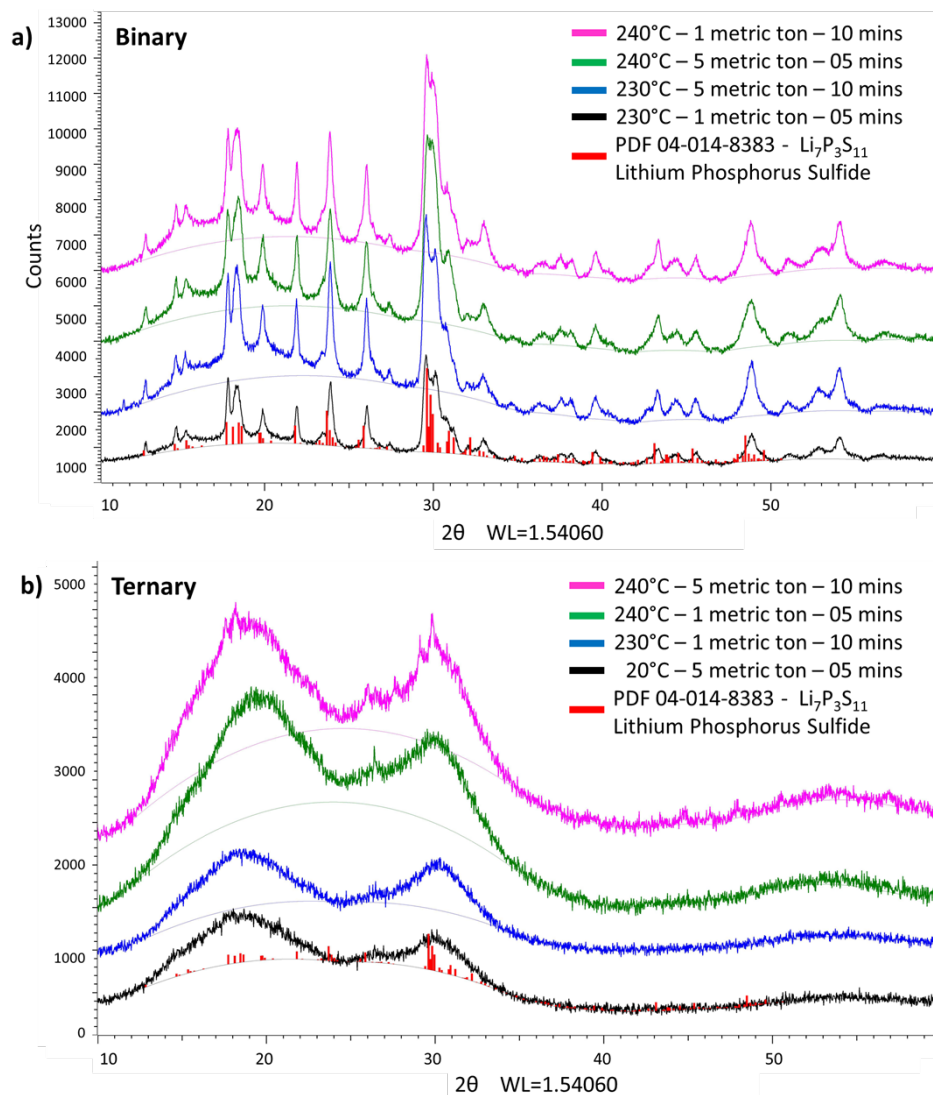 a)
Binary
13000
12000
11000
10000
9000
8000
7000
6000
5000
4000
3000
2000
1000
Counts
240°C – 1 metric ton – 10 mins
240°C – 5 metric ton – 05 mins
230°C – 5 metric ton – 10 mins
230°C – 1 metric ton – 05 mins
PDF 04-014-8383 - Li₇P₃S₁₁
Lithium Phosphorus Sulfide
10 20 30 40 50
2θ WL=1.54060
b)
Ternary
5000
4000
3000
2000
1000
0
240°C – 5 metric ton – 10 mins
240°C – 1 metric ton – 05 mins
230°C – 1 metric ton – 10 mins
20°C – 5 metric ton – 05 mins
PDF 04-014-8383 - Li₇P₃S₁₁
Lithium Phosphorus Sulfide
10 20 30 40 50
2θ WL=1.54060